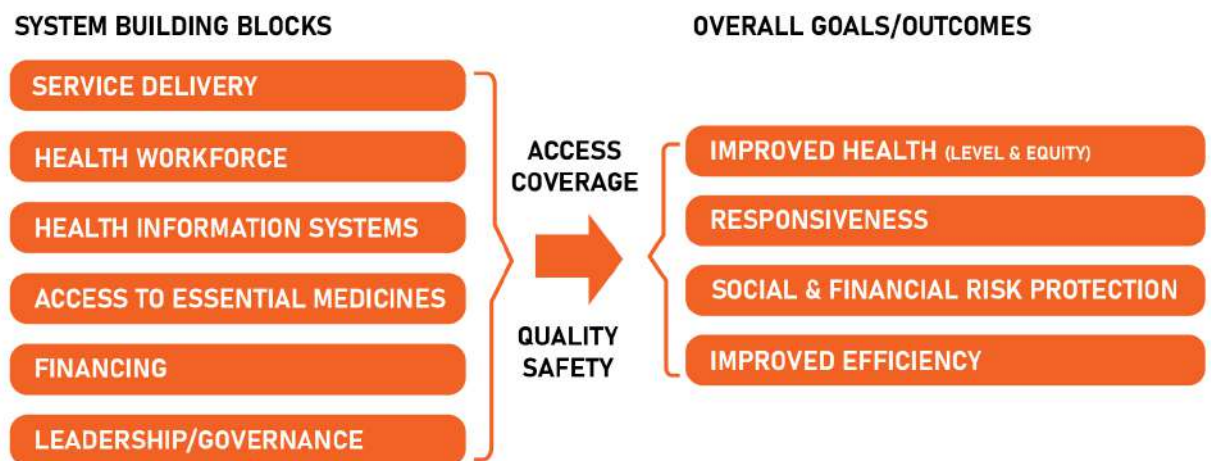 SYSTEM BUILDING BLOCKS
SERVICE DELIVERY
HEALTH WORKFORCE
HEALTH INFORMATION SYSTEMS
ACCESS TO ESSENTIAL MEDICINES
FINANCING
LEADERSHIP/GOVERNANCE
ACCESS
COVERAGE
QUALITY
SAFETY
OVERALL GOALS/OUTCOMES
IMPROVED HEALTH (LEVEL & EQUITY)
RESPONSIVENESS
SOCIAL & FINANCIAL RISK PROTECTION
IMPROVED EFFICIENCY